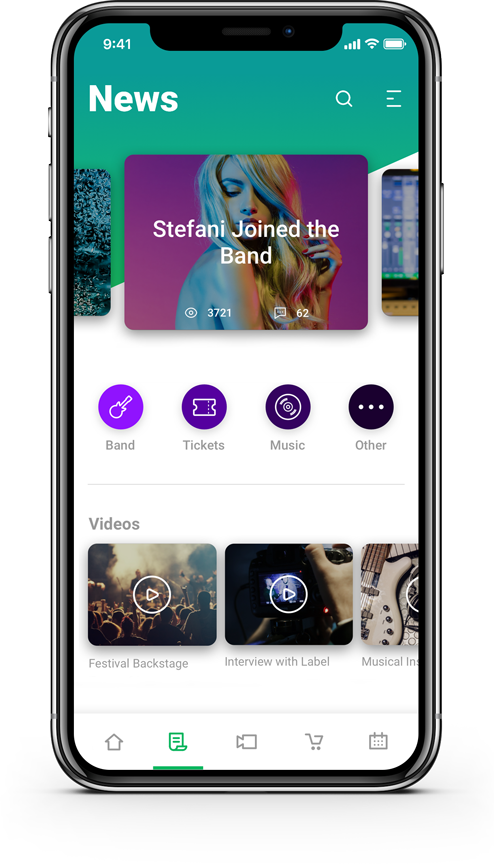 9:41
News
Stefani Joined the
Band
3721
62
Band
Tickets
Music
Other
Videos
Festival Backstage
Interview with Label
Musical Ins